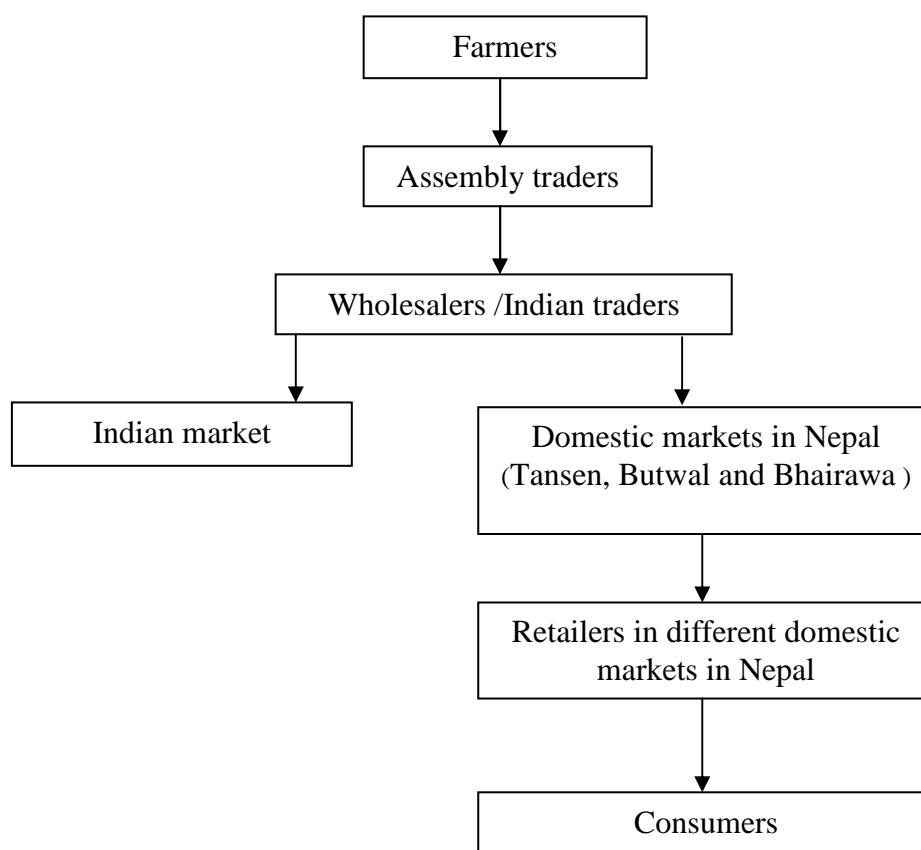 Farmers
Assembly traders
Wholesalers /Indian traders
Indian market
Domestic markets in Nepal
(Tansen, Butwal and Bhairawa )
Retailers in different domestic
markets in Nepal
Consumers